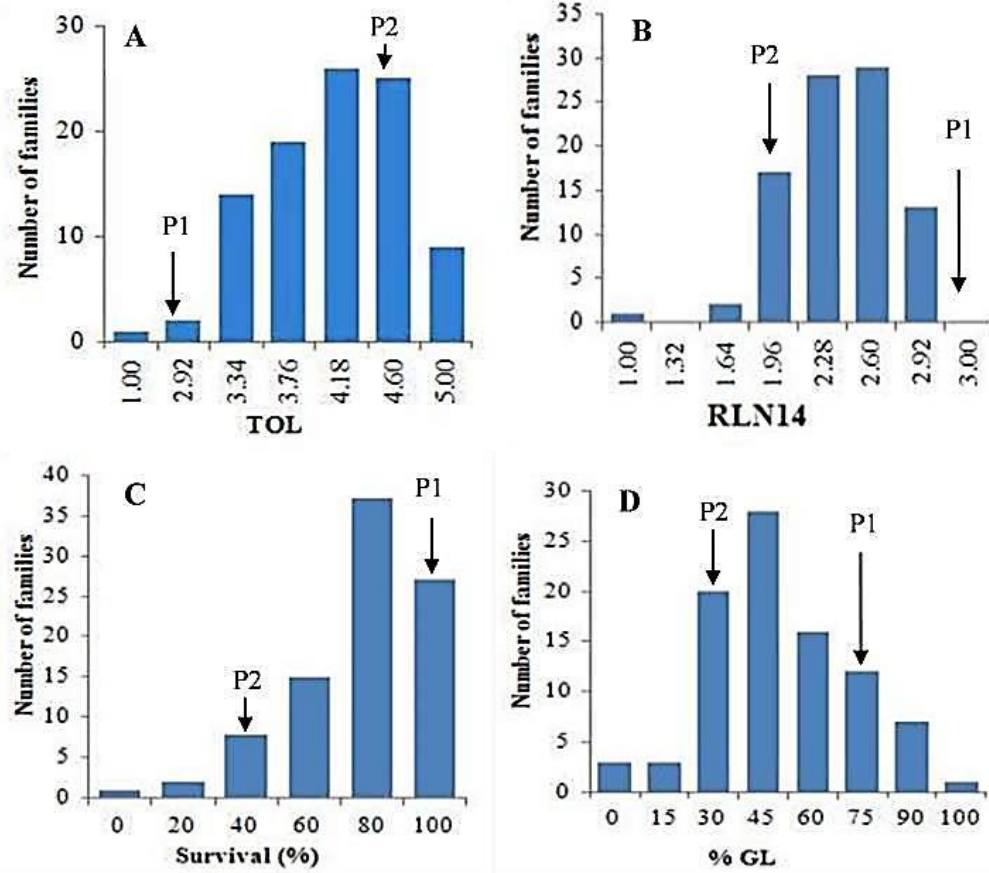 A
Number of families
30
20
10
0
P1
P2
1.00 2.92 3.34 3.76 4.18 4.60 5.00
TOL
B
Number of families
35
30
25
20
15
10
5
0
P2
P1
1.00 1.32 1.64 1.96 2.28 2.60 2.92 3.00
RLN14
C
Number of families
40
35
30
25
20
15
10
5
0
P2
P1
0 20 40 60 80 100
Survival (%)
D
Number of families
30
25
20
15
10
5
0
P2
P1
0 15 30 45 60 75 90 100
% GL